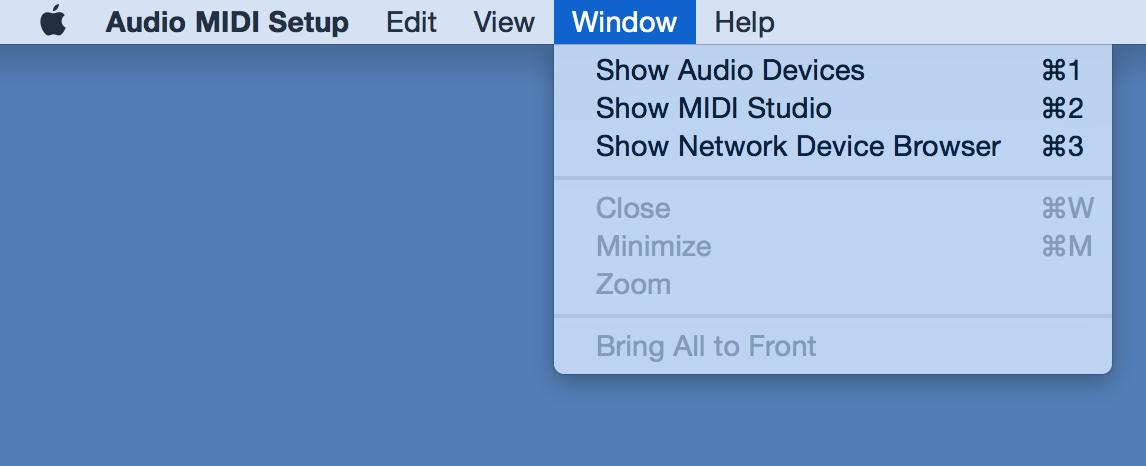 Audio MIDI Setup Edit View Window Help
Show Audio Devices ⌘1
Show MIDI Studio ⌘2
Show Network Device Browser ⌘3
Close ⌘W
Minimize ⌘M
Zoom
Bring All to Front